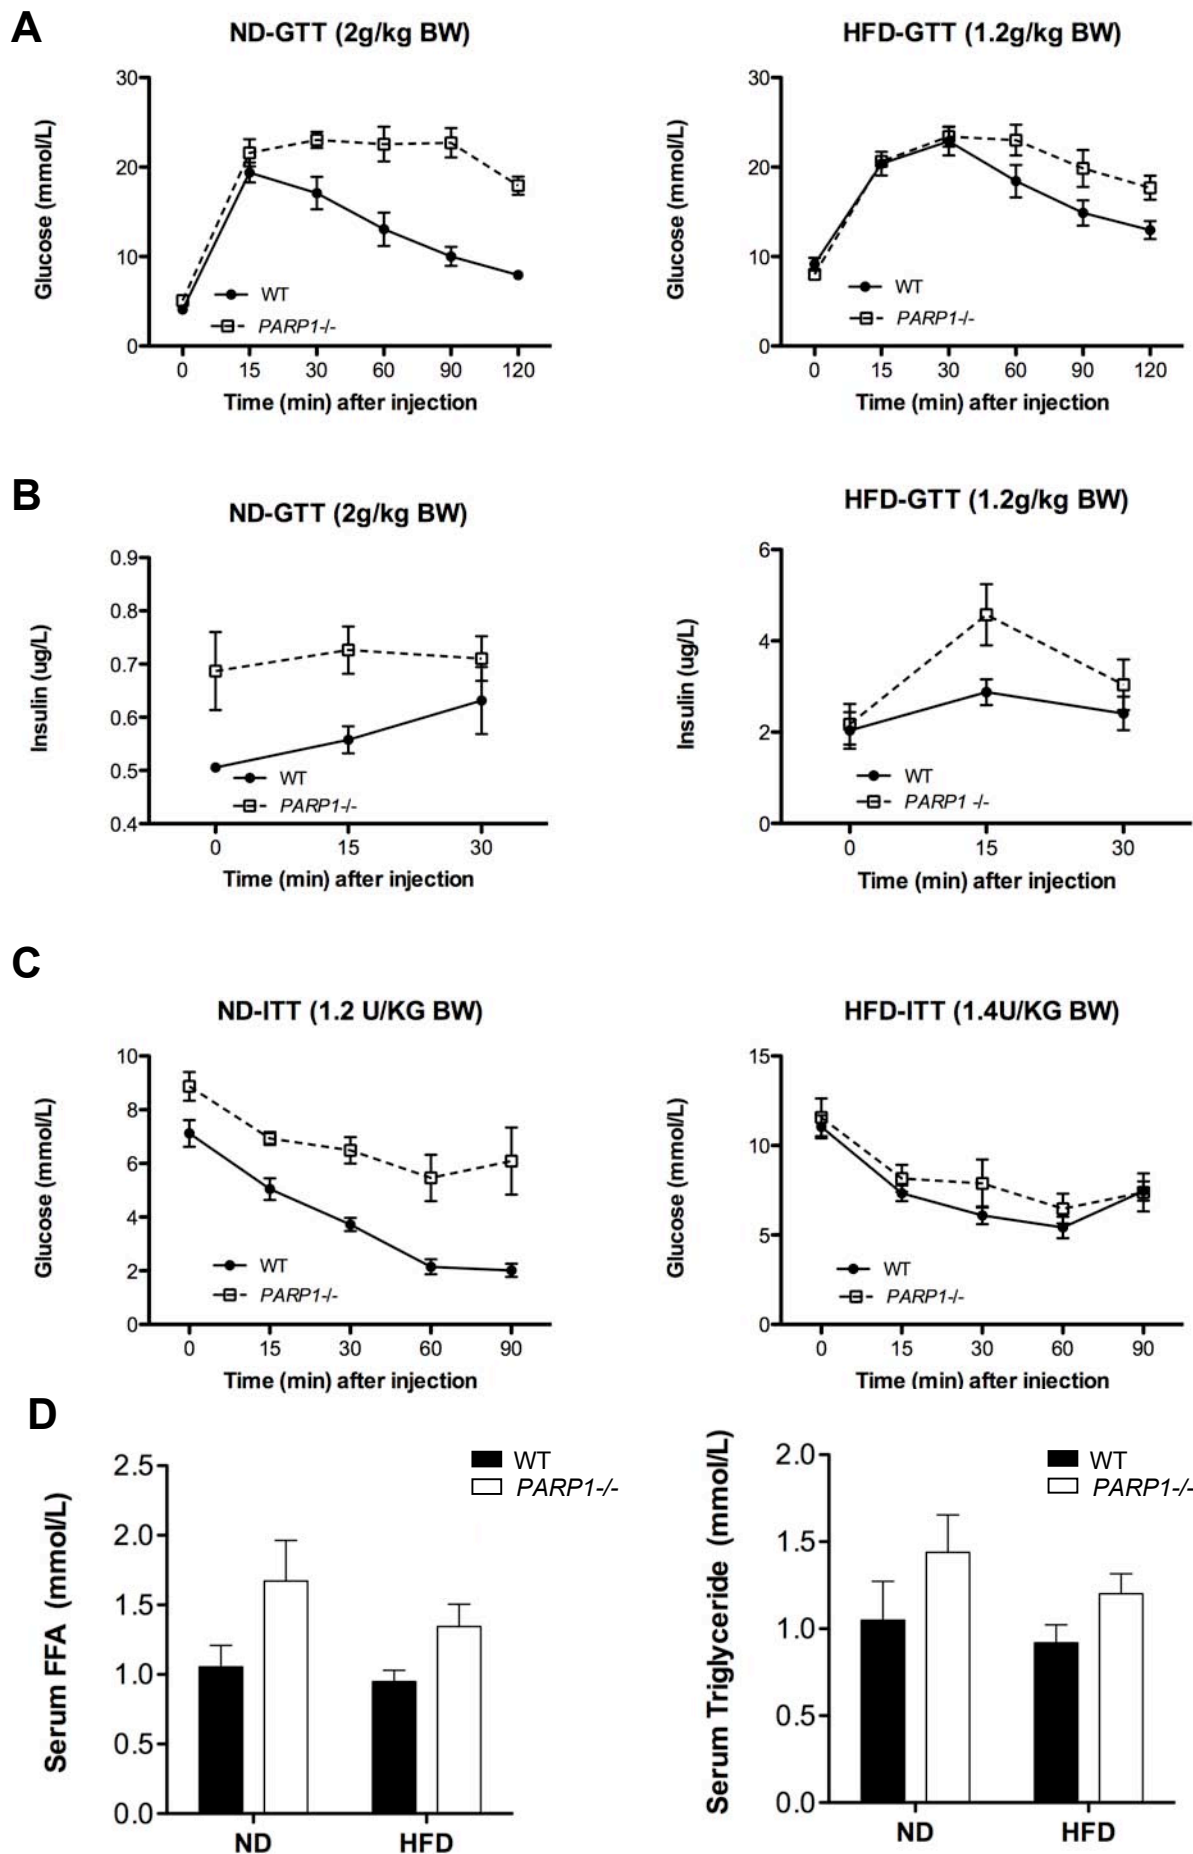 A
ND-GTT (2g/kg BW)
HFD-GTT (1.2g/kg BW)
Glucose (mmol/L)
30
20
10
0
WT
PARP1-/-
0 15 30 60 90 120
Time (min) after injection
Glucose (mmol/L)
30
20
10
0
WT
PARP1-/-
0 15 30 60 90 120
Time (min) after injection
B
ND-GTT (2g/kg BW)
HFD-GTT (1.2g/kg BW)
Insulin (ug/L)
0.9
0.8
0.7
0.6
0.5
0.4
WT
PARP1-/-
0 15 30
Time (min) after injection
Insulin (ug/L)
6
4
2
0
WT
PARP1 -/-
0 15 30
Time (min) after injection
C
ND-ITT (1.2 U/KG BW)
HFD-ITT (1.4U/KG BW)
Glucose (mmol/L)
10
8
6
4
2
0
WT
PARP1-/-
0 15 30 60 90
Time (min) after injection
Glucose (mmol/L)
15
10
5
0
WT
PARP1-/-
0 15 30 60 90
Time (min) after injection
D
Serum FFA (mmol/L)
2.5
2.0
1.5
1.0
0.5
0.0
WT
PARP1-/-
ND HFD
Serum Triglyceride (mmol/L)
2.0
1.5
1.0
0.5
0.0
WT
PARP1-/-
ND HFD